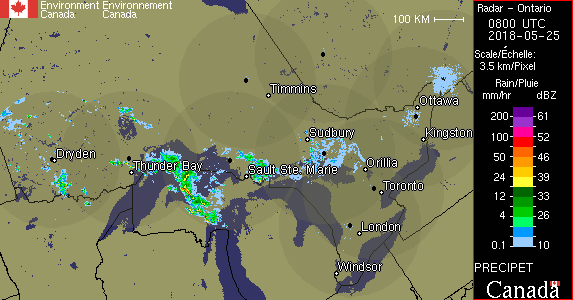 Environment Environnement
Canada Canada
Radar - Ontario
0800 UTC
2018-05-25
100 KM
Scale/Échelle:
3.5 km/Pixel
Rain/Pluie
mm/hr dBZ
200 61
100 52
50 46
24 39
12 33
4 26
0.1 10
Timmins
Ottawa
Sudbury
Kingston
Dryden
Thunder Bay
Sault Ste. Marie
Orillia
Toronto
London
Windsor
PRECIPET
Canada